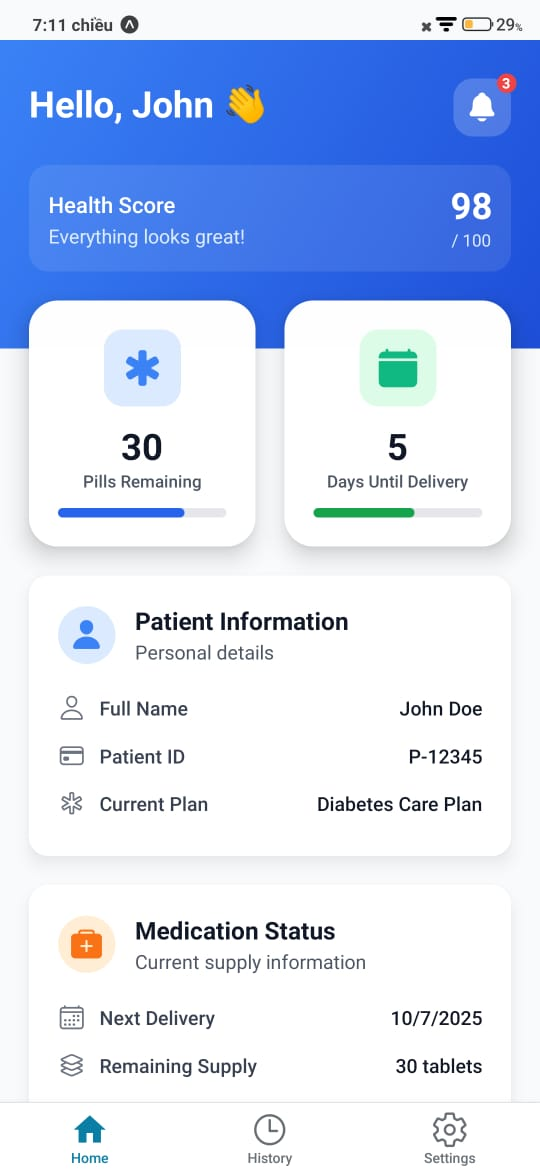 7:11 chiều
29%
Hello, John 👋
3
Health Score
Everything looks great!
98
/ 100
30
Pills Remaining
5
Days Until Delivery
Patient Information
Personal details
Full Name John Doe
Patient ID P-12345
Current Plan Diabetes Care Plan
Medication Status
Current supply information
Next Delivery 10/7/2025
Remaining Supply 30 tablets
Home
History
Settings